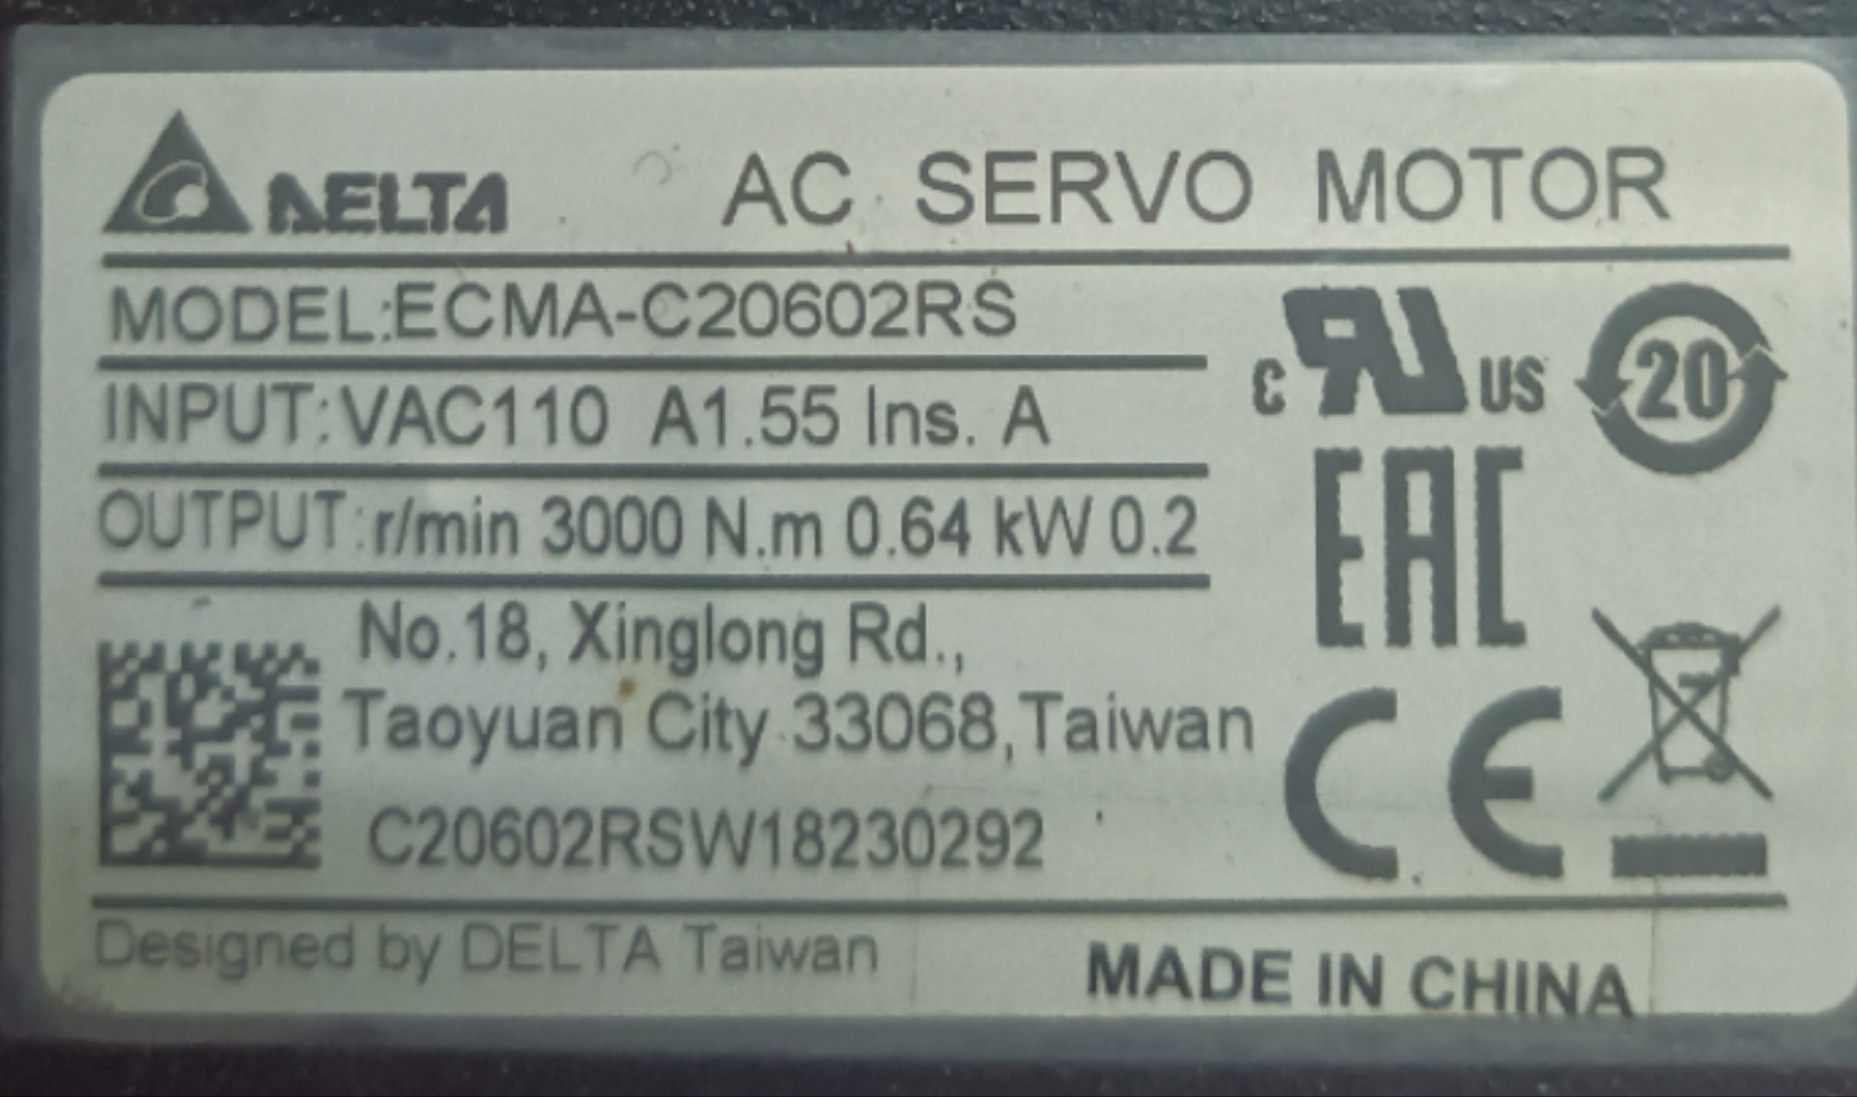 DELTA AC SERVO MOTOR
MODEL:ECMA-C20602RS
INPUT:VAC110 A1.55 Ins. A
OUTPUT:r/min 3000 N.m 0.64 kW 0.2
c RU US 20
EAC
No.18, Xinglong Rd.,
Taoyuan City 33068,Taiwan
CE
C20602RSW18230292
Designed by DELTA Taiwan
MADE IN CHINA